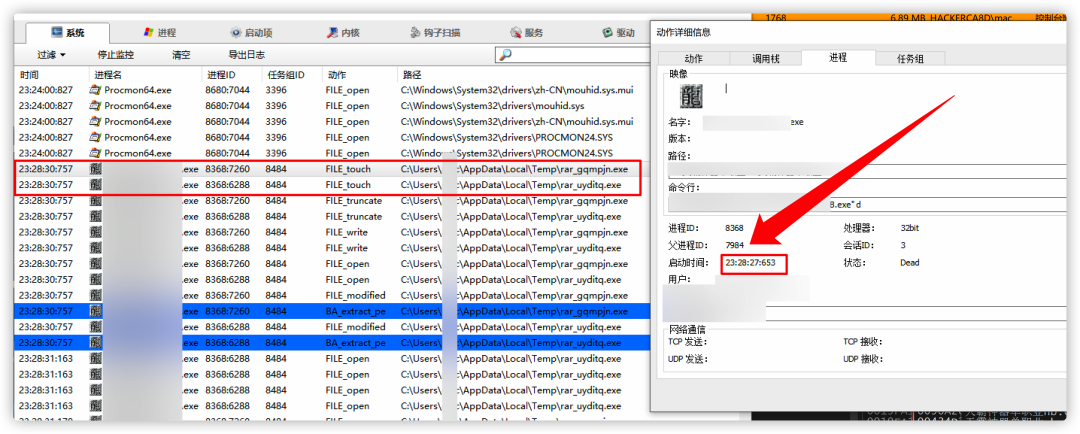 1768 6.89 MB HACKERCA8D\mac 控制台
系统 进程 启动项 内核 钩子扫描 服务 驱动
过滤 停止监控 清空 导出日志
时间 进程名 进程ID 任务组ID 动作 路径
23:24:00:827 Procmon64.exe 8680:7044 3396 FILE_open C:\Windows\System32\drivers\zh-CN\mouhid.sys.mui
23:24:00:827 Procmon64.exe 8680:7044 3396 FILE_open C:\Windows\System32\drivers\mouhid.sys
23:24:00:827 Procmon64.exe 8680:7044 3396 FILE_open C:\Windows\System32\drivers\zh-CN\mouhid.sys.mui
23:24:00:827 Procmon64.exe 8680:7044 3396 FILE_open C:\Windows\System32\drivers\PROCMON24.SYS
23:24:00:827 Procmon64.exe 8680:7044 3396 FILE_open C:\Window System32\drivers\PROCMON24.SYS
23:28:30:757 龍 .exe 8368:7260 8484 FILE_touch C:\Users\ \AppData\Local\Temp\rar_gqmpjn.exe
23:28:30:757 龍 .exe 8368:6288 8484 FILE_touch C:\Users\ \AppData\Local\Temp\rar_uyditq.exe
23:28:30:757 龍 .exe 8368:7260 8484 FILE_truncate C:\Users\ \AppData\Local\Temp\rar_gqmpjn.exe
23:28:30:757 龍 .exe 8368:6288 8484 FILE_truncate C:\Users\ \AppData\Local\Temp\rar_uyditq.exe
23:28:30:757 龍 .exe 8368:7260 8484 FILE_write C:\Users\ \AppData\Local\Temp\rar_gqmpjn.exe
23:28:30:757 龍 .exe 8368:6288 8484 FILE_write C:\Users\ \AppData\Local\Temp\rar_uyditq.exe
23:28:30:757 龍 .exe 8368:7260 8484 FILE_open C:\Users\ \AppData\Local\Temp\rar_gqmpjn.exe
23:28:30:757 龍 .exe 8368:6288 8484 FILE_open C:\Users\ \AppData\Local\Temp\rar_uyditq.exe
23:28:30:757 龍 .exe 8368:7260 8484 FILE_modified C:\Users\ \AppData\Local\Temp\rar_gqmpjn.exe
23:28:30:757 龍 .exe 8368:7260 8484 BA_extract_pe C:\Users\ \AppData\Local\Temp\rar_gqmpjn.exe
23:28:30:757 龍 .exe 8368:6288 8484 FILE_modified C:\Users\ \AppData\Local\Temp\rar_uyditq.exe
23:28:30:757 龍 .exe 8368:6288 8484 BA_extract_pe C:\Users\ \AppData\Local\Temp\rar_uyditq.exe
23:28:31:163 龍 .exe 8368:6288 8484 FILE_open C:\Users\ \AppData\Local\Temp\rar_uyditq.exe
23:28:31:163 龍 .exe 8368:6288 8484 FILE_open C:\Users\ \AppData\Local\Temp\rar_uyditq.exe
23:28:31:163 龍 .exe 8368:6288 8484 FILE_open C:\Users\ \AppData\Local\Temp\rar_uyditq.exe
23:28:31:163 龍 .exe 8368:6288 8484 FILE_open C:\Users\ \AppData\Local\Temp\rar_uyditq.exe
动作详细信息
动作 调用栈 进程 任务组
映像
龍
名字: exe
版本:
路径:
命令行:
8.exe" d
进程ID: 8368 处理器: 32bit
父进程ID: 7984 会话ID: 3
启动时间: 23:28:27:653 状态: Dead
用户:
网络通信
TCP 发送: TCP 接收:
UDP 发送: UDP 接收: